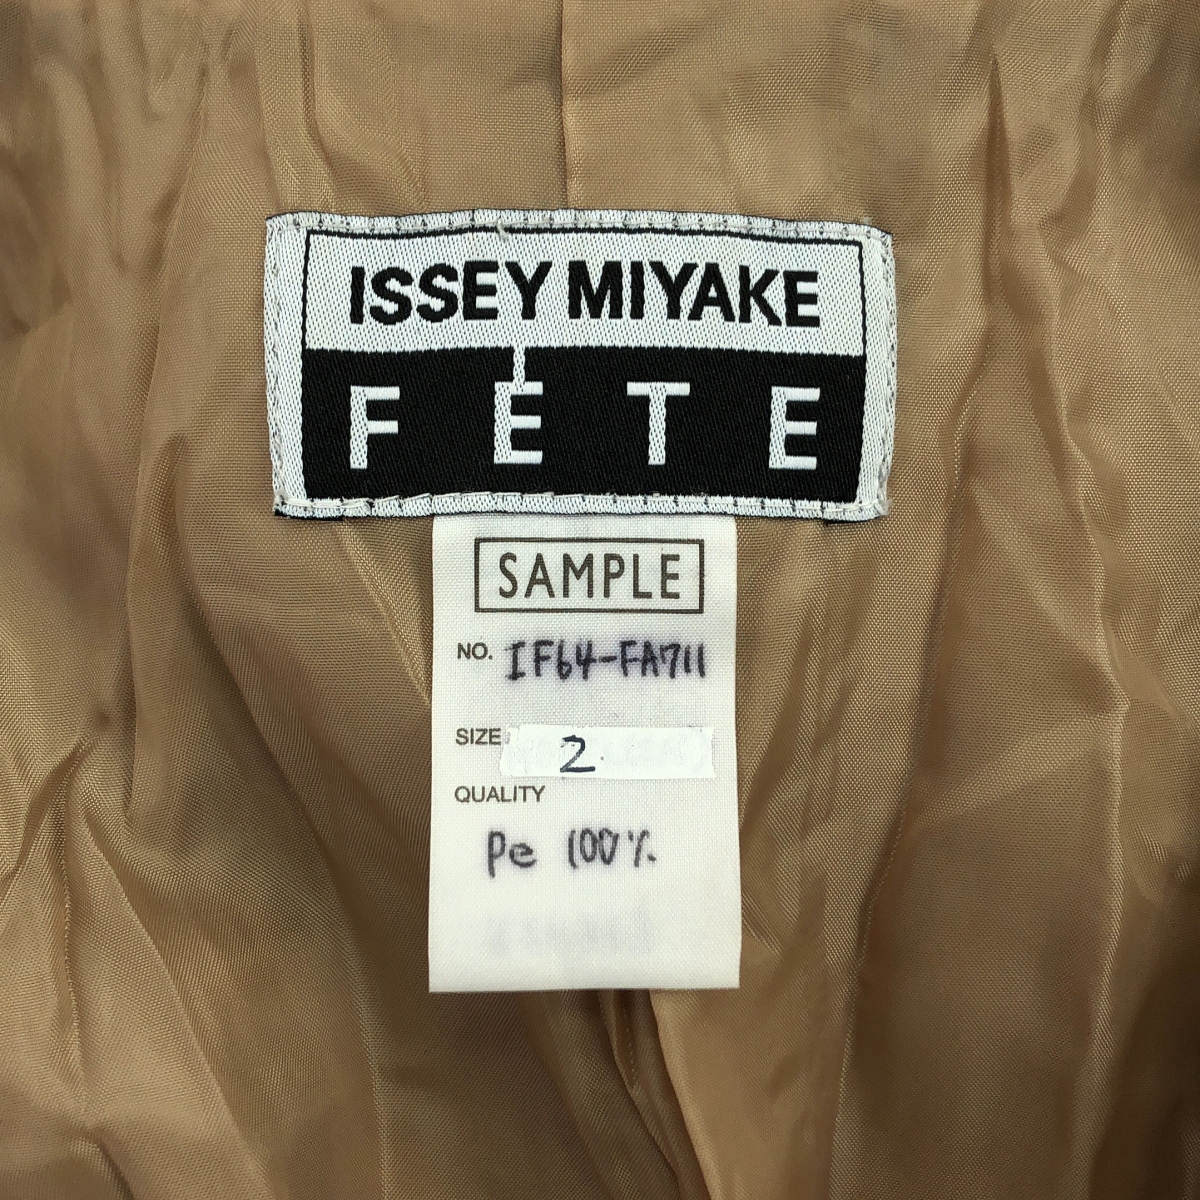 ISSEY MIYAKE
FÊTE
SAMPLE
NO. IF64-FA711
SIZE 2
QUALITY
Pe 100%